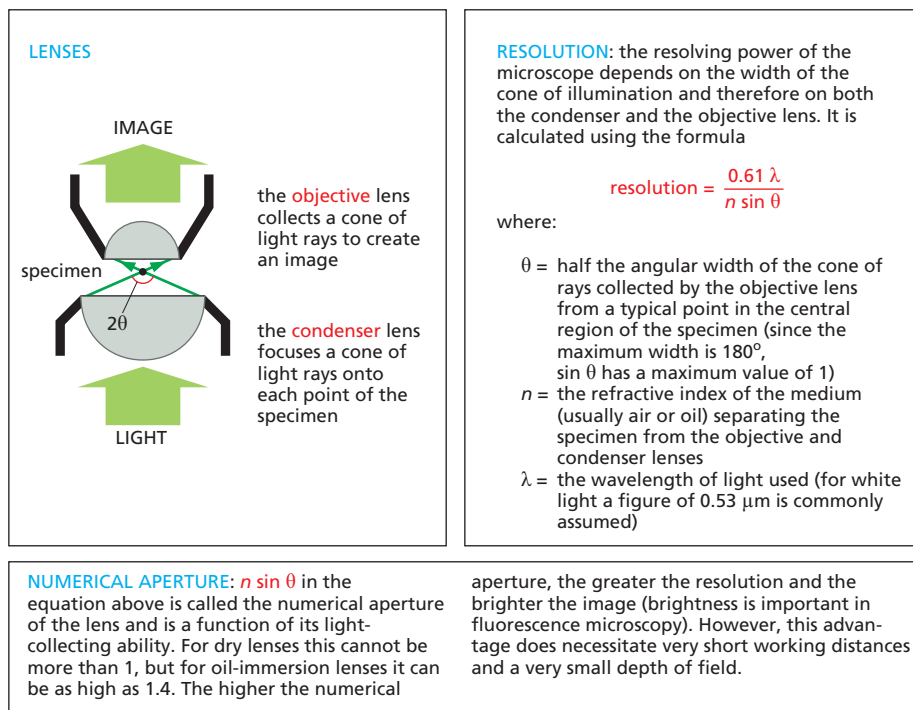 LENSES
IMAGE
the objective lens
collects a cone of
light rays to create
an image
specimen
2θ
the condenser lens
focuses a cone of
light rays onto
each point of the
specimen
LIGHT
RESOLUTION: the resolving power of the
microscope depends on the width of the
cone of illumination and therefore on both
the condenser and the objective lens. It is
calculated using the formula
resolution = 0.61 λ / n sin θ
where:
θ = half the angular width of the cone of
rays collected by the objective lens
from a typical point in the central
region of the specimen (since the
maximum width is 180°,
sin θ has a maximum value of 1)
n = the refractive index of the medium
(usually air or oil) separating the
specimen from the objective and
condenser lenses
λ = the wavelength of light used (for white
light a figure of 0.53 μm is commonly
assumed)
NUMERICAL APERTURE: n sin θ in the
equation above is called the numerical aperture
of the lens and is a function of its light-
collecting ability. For dry lenses this cannot be
more than 1, but for oil-immersion lenses it can
be as high as 1.4. The higher the numerical
aperture, the greater the resolution and the
brighter the image (brightness is important in
fluorescence microscopy). However, this advan-
tage does necessitate very short working distances
and a very small depth of field.